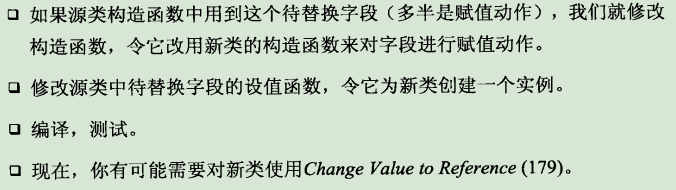 ❑ 如果源类构造函数中用到这个待替换字段（多半是赋值动作），我们就修改
构造函数，令它改用新类的构造函数来对字段进行赋值动作。
❑ 修改源类中待替换字段的设值函数，令它为新类创建一个实例。
❑ 编译，测试。
❑ 现在，你有可能需要对新类使用Change Value to Reference (179)。